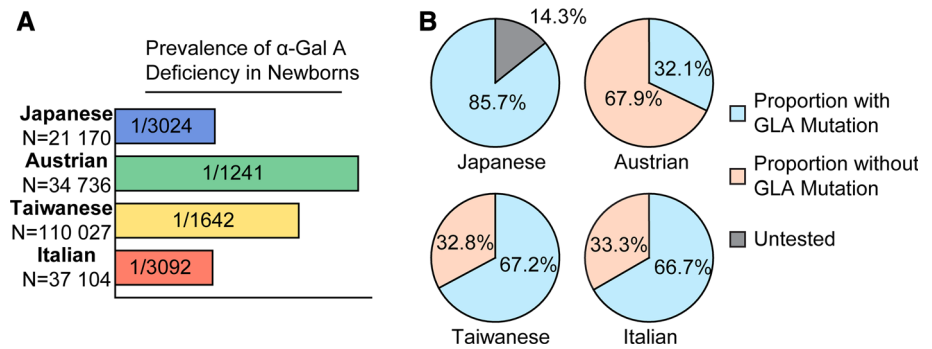 A
Prevalence of α-Gal A
Deficiency in Newborns
Japanese
N=21 170
1/3024
Austrian
N=34 736
1/1241
Taiwanese
N=110 027
1/1642
Italian
N=37 104
1/3092
B
14.3%
85.7%
Japanese
32.1%
67.9%
Austrian
32.8%
67.2%
Taiwanese
33.3%
66.7%
Italian
Proportion with
GLA Mutation
Proportion without
GLA Mutation
Untested